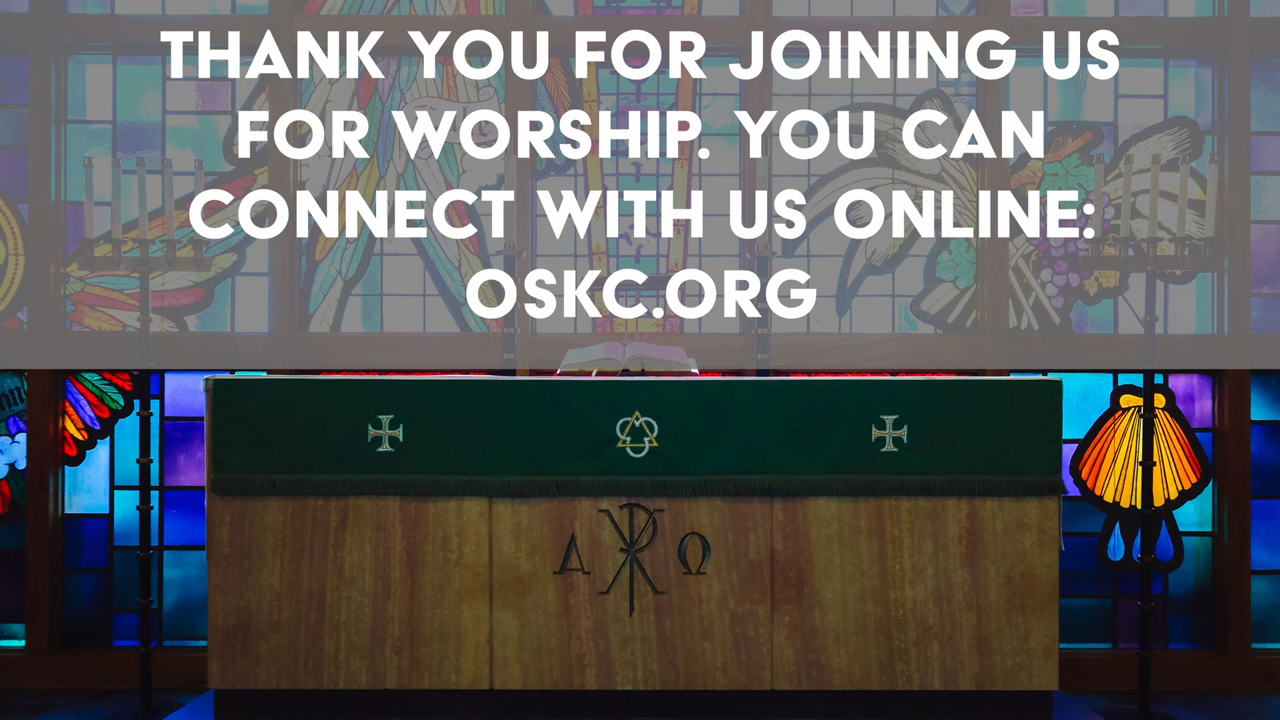 THANK YOU FOR JOINING US
FOR WORSHIP. YOU CAN
CONNECT WITH US ONLINE:
OSKC.ORG
Α ☧ Ω